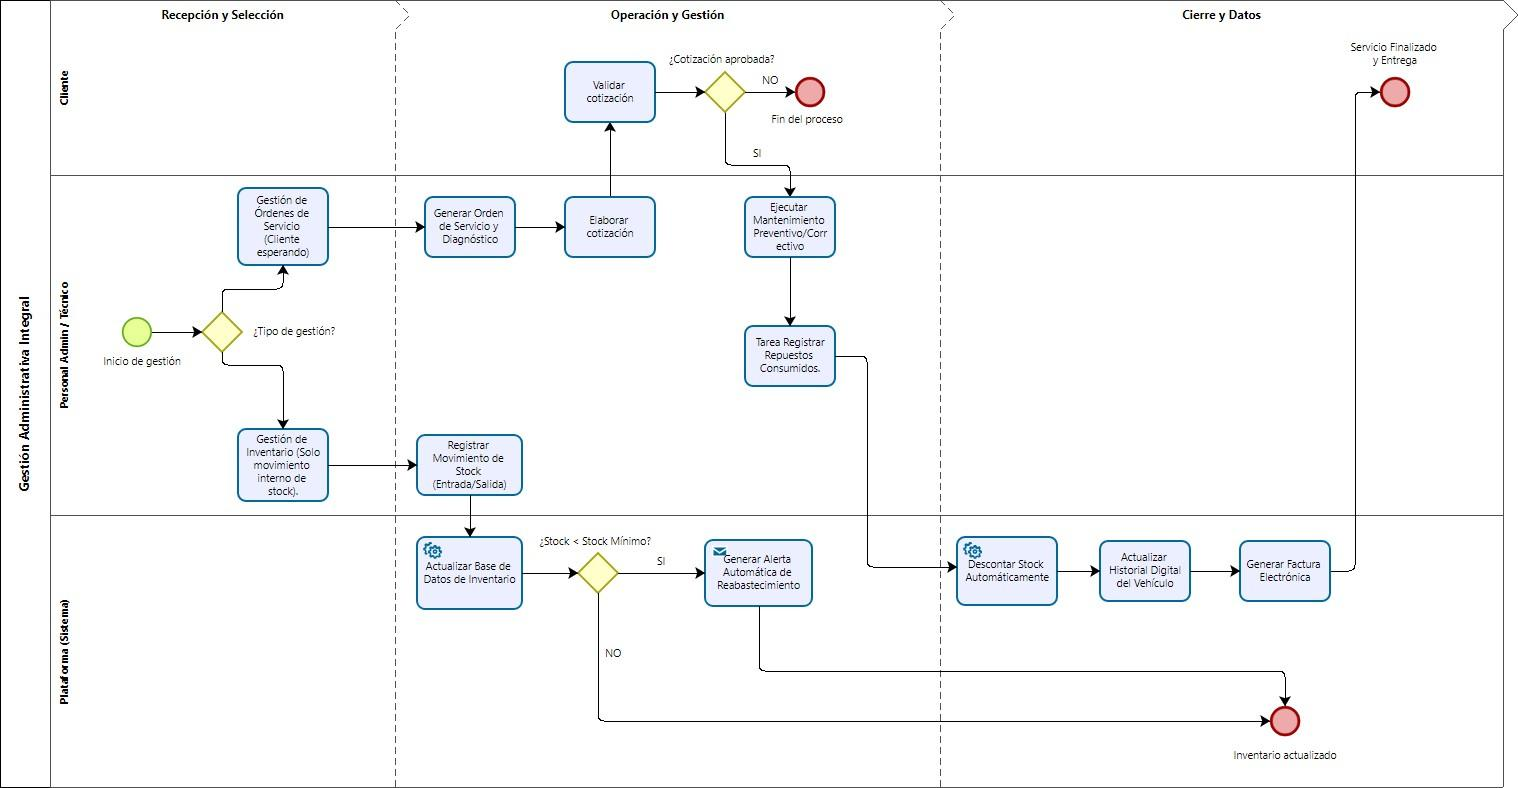 Recepción y Selección
Operación y Gestión
Cierre y Datos
Gestión Administrativa Integral
Cliente
Validar
cotización
¿Cotización aprobada?
NO
Fin del proceso
SI
Servicio Finalizado
y Entrega
Personal Admin / Técnico
Inicio de gestión
¿Tipo de gestión?
Gestión de
Órdenes de
Servicio
(Cliente
esperando)
Generar Orden
de Servicio y
Diagnóstico
Elaborar
cotización
Ejecutar
Mantenimiento
Preventivo/Corr
ectivo
Tarea Registrar
Repuestos
Consumidos.
Gestión de
Inventario (Solo
movimiento
interno de
stock).
Registrar
Movimiento de
Stock
(Entrada/Salida)
Plataforma (Sistema)
Actualizar Base de
Datos de Inventario
¿Stock < Stock Mínimo?
SI
NO
Generar Alerta
Automática de
Reabastecimiento
Descontar Stock
Automáticamente
Actualizar
Historial Digital
del Vehículo
Generar Factura
Electrónica
Inventario actualizado